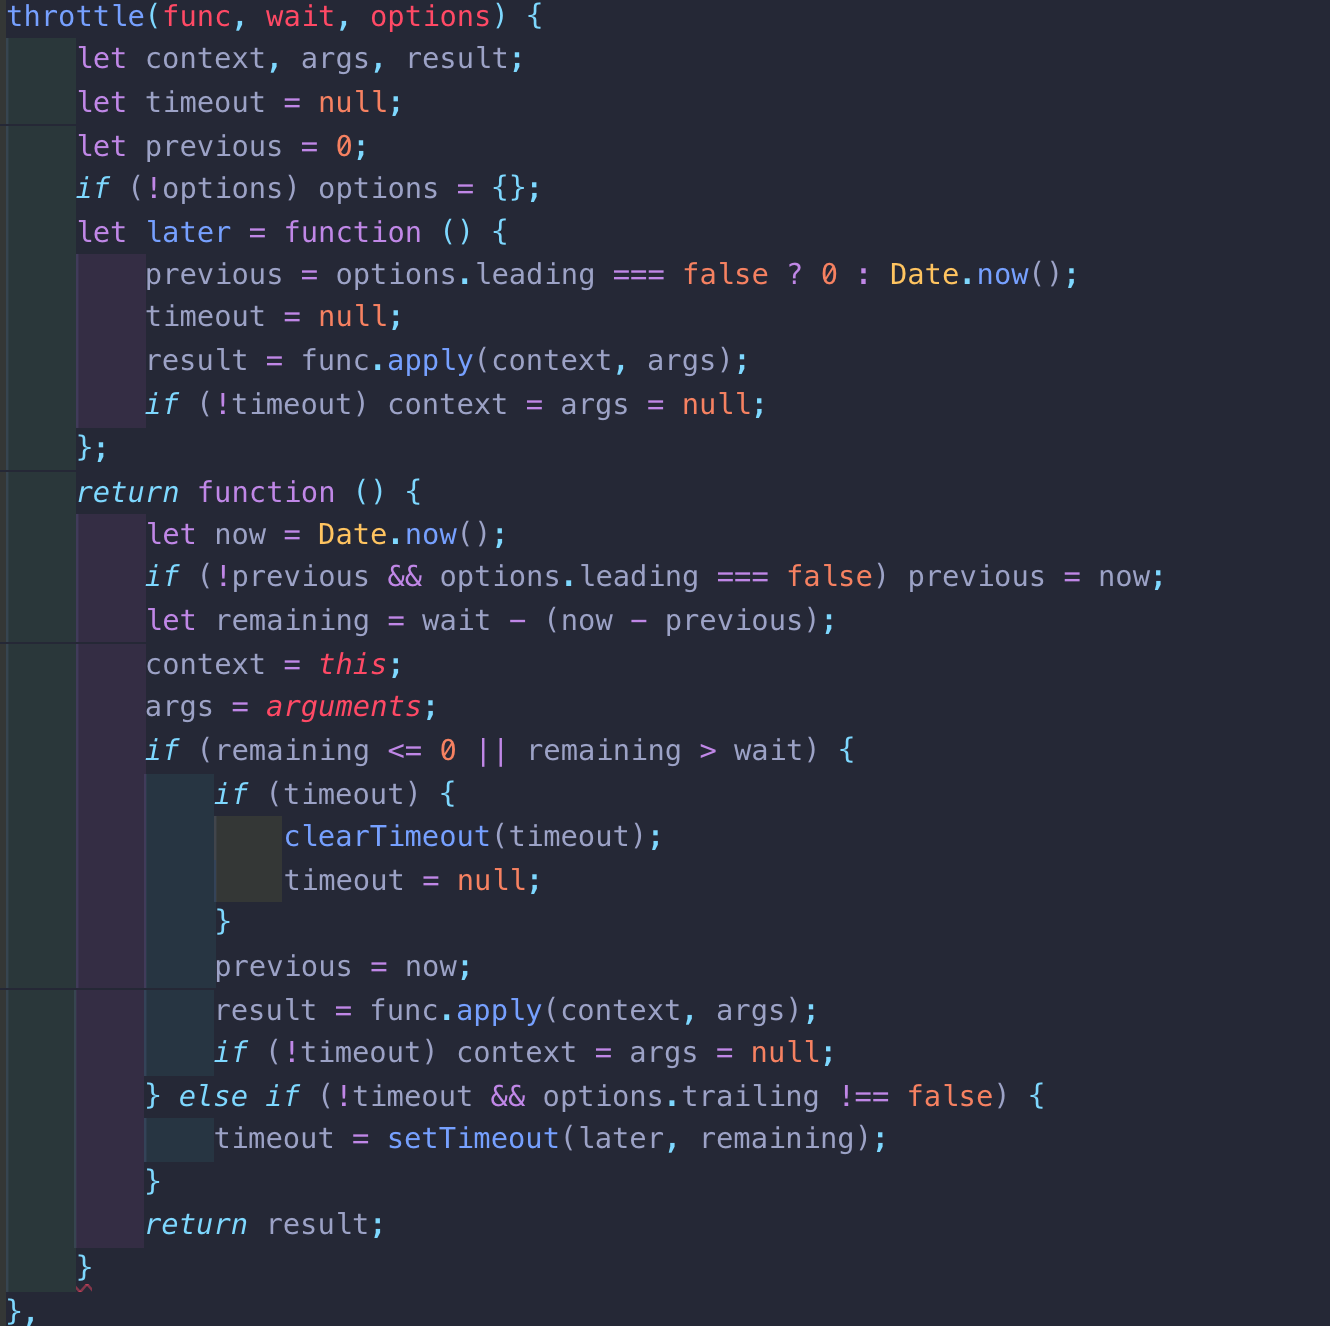 throttle(func, wait, options) {
    let context, args, result;
    let timeout = null;
    let previous = 0;
    if (!options) options = {};
    let later = function () {
        previous = options.leading === false ? 0 : Date.now();
        timeout = null;
        result = func.apply(context, args);
        if (!timeout) context = args = null;
    };
    return function () {
        let now = Date.now();
        if (!previous && options.leading === false) previous = now;
        let remaining = wait - (now - previous);
        context = this;
        args = arguments;
        if (remaining <= 0 || remaining > wait) {
            if (timeout) {
                clearTimeout(timeout);
                timeout = null;
            }
            previous = now;
            result = func.apply(context, args);
            if (!timeout) context = args = null;
        } else if (!timeout && options.trailing !== false) {
            timeout = setTimeout(later, remaining);
        }
        return result;
    }
},